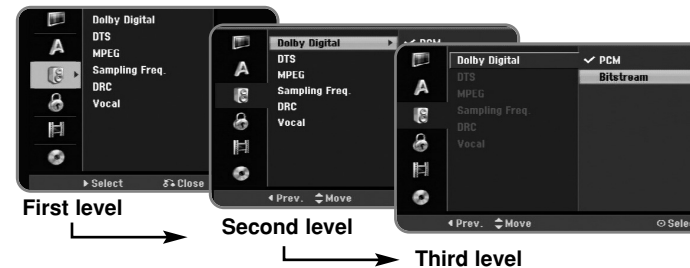 Dolby Digital
DTS
MPEG
Sampling Freq.
DRC
Vocal
A
Select
Close
First level
Dolby Digital
DTS
MPEG
Sampling Freq.
DRC
Vocal
A
✓ PCM
Prev. Move
Second level
Dolby Digital
DTS
MPEG
Sampling Freq.
DRC
Vocal
A
✓ PCM
Bitstream
Prev. Move
Third level